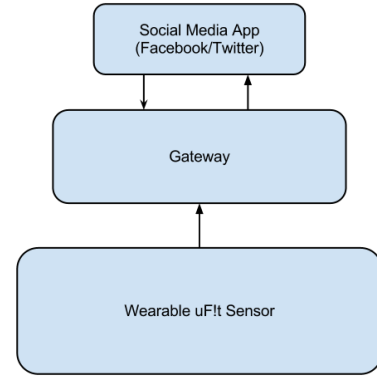 Social Media App
(Facebook/Twitter)
Gateway
Wearable uF!t Sensor